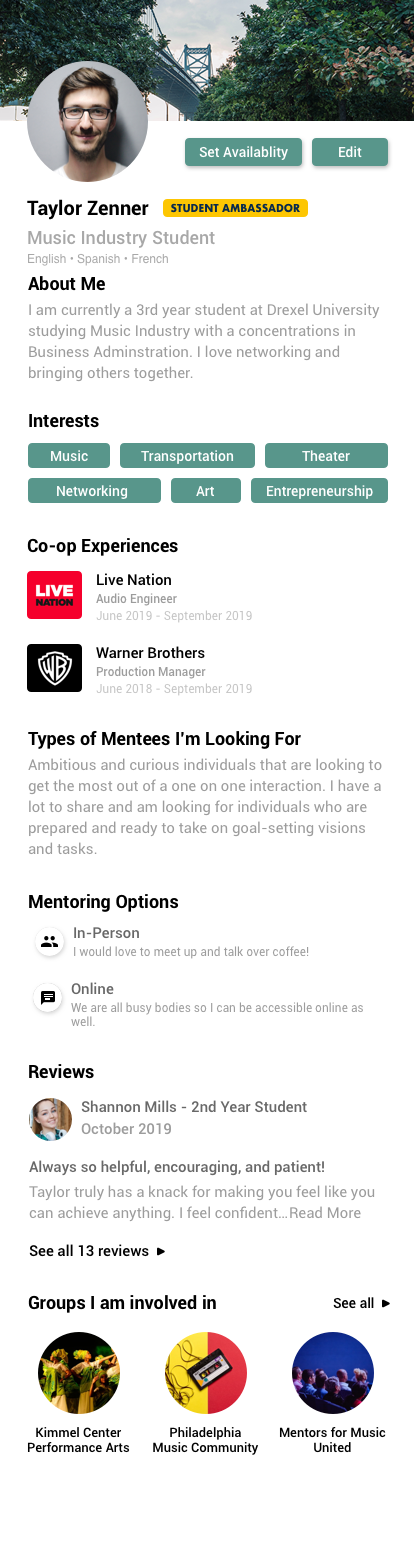 Set Availablity
Edit
Taylor Zenner
STUDENT AMBASSADOR
Music Industry Student
English • Spanish • French
About Me
I am currently a 3rd year student at Drexel University
studying Music Industry with a concentrations in
Business Adminstration. I love networking and
bringing others together.
Interests
Music
Transportation
Theater
Networking
Art
Entrepreneurship
Co-op Experiences
LIVE
NATION
Live Nation
Audio Engineer
June 2019 - September 2019
WB
Warner Brothers
Production Manager
June 2018 - September 2019
Types of Mentees I'm Looking For
Ambitious and curious individuals that are looking to
get the most out of a one on one interaction. I have a
lot to share and am looking for individuals who are
prepared and ready to take on goal-setting visions
and tasks.
Mentoring Options
In-Person
I would love to meet up and talk over coffee!
Online
We are all busy bodies so I can be accessible online as
well.
Reviews
Shannon Mills - 2nd Year Student
October 2019
Always so helpful, encouraging, and patient!
Taylor truly has a knack for making you feel like you
can achieve anything. I feel confident...Read More
See all 13 reviews
Groups I am involved in
See all
Kimmel Center
Performance Arts
Philadelphia
Music Community
Mentors for Music
United